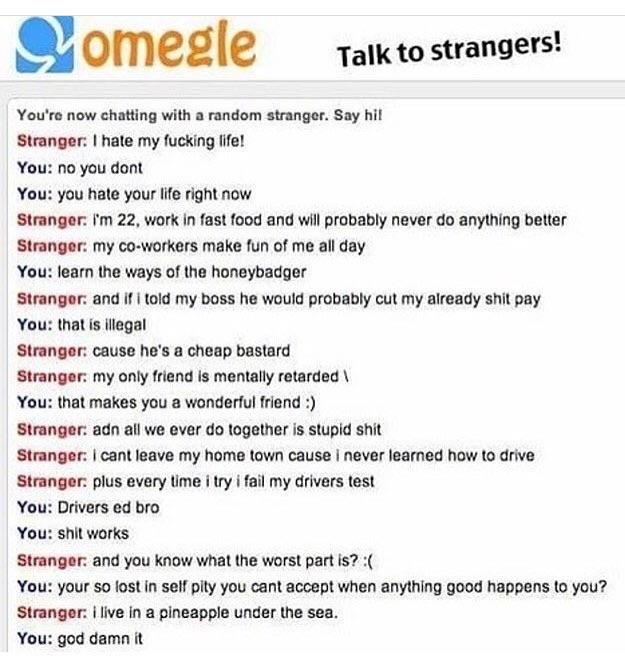 omegle
Talk to strangers!
You're now chatting with a random stranger. Say hi!
Stranger: I hate my fucking life!
You: no you dont
You: you hate your life right now
Stranger: i'm 22, work in fast food and will probably never do anything better
Stranger: my co-workers make fun of me all day
You: learn the ways of the honeybadger
Stranger: and if i told my boss he would probably cut my already shit pay
You: that is illegal
Stranger: cause he's a cheap bastard
Stranger: my only friend is mentally retarded \
You: that makes you a wonderful friend :)
Stranger: adn all we ever do together is stupid shit
Stranger: i cant leave my home town cause i never learned how to drive
Stranger: plus every time i try i fail my drivers test
You: Drivers ed bro
You: shit works
Stranger: and you know what the worst part is? :(
You: your so lost in self pity you cant accept when anything good happens to you?
Stranger: i live in a pineapple under the sea.
You: god damn it